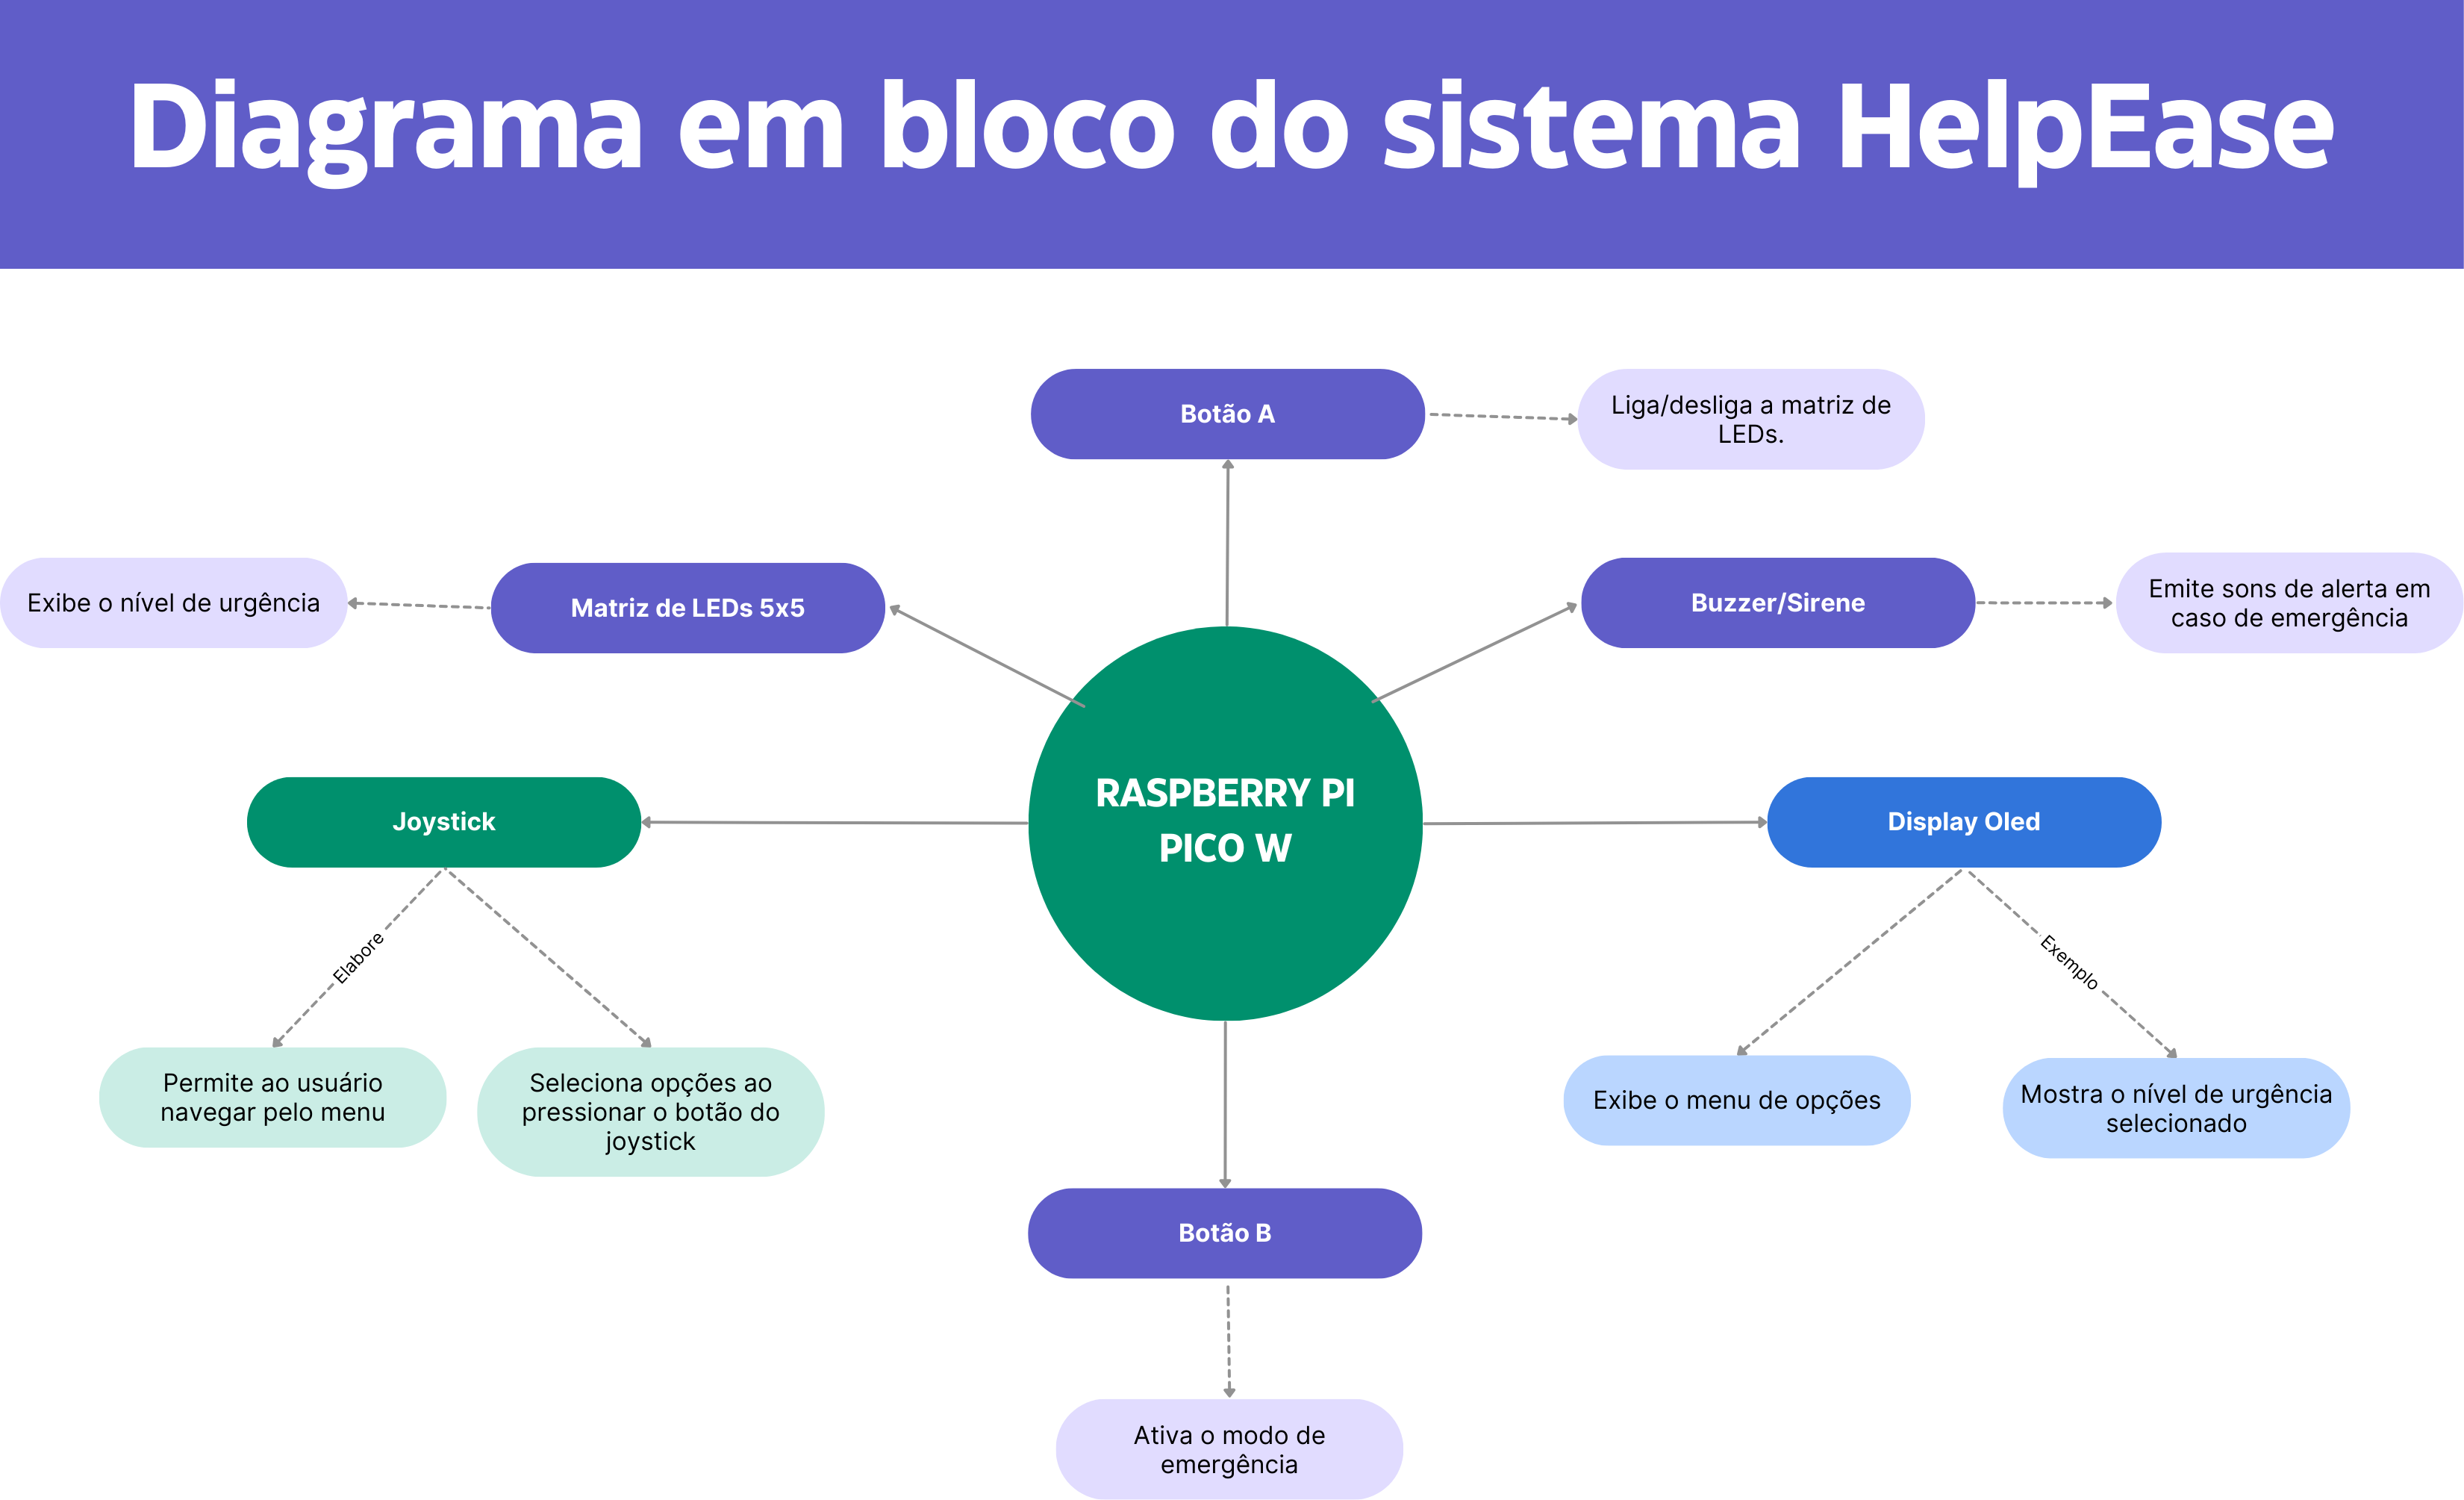 Diagrama em bloco do sistema HelpEase
Botão A
Liga/desliga a matriz de
LEDs.
Exibe o nível de urgência
Matriz de LEDs 5x5
Buzzer/Sirene
Emite sons de alerta em
caso de emergência
RASPBERRY PI
PICO W
Joystick
Display Oled
Elabore
Exemplo
Permite ao usuário
navegar pelo menu
Seleciona opções ao
pressionar o botão do
joystick
Exibe o menu de opções
Mostra o nível de urgência
selecionado
Botão B
Ativa o modo de
emergência